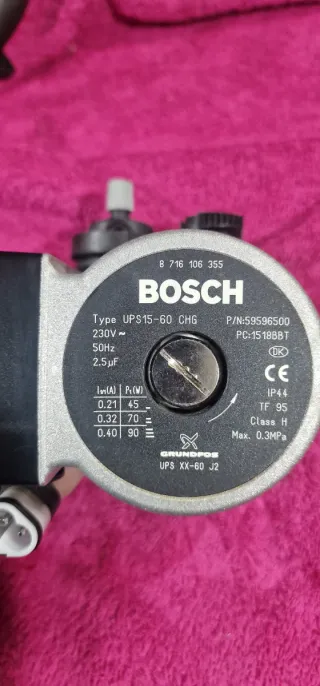 8 716 106 355
BOSCH
Type UPS15-60 CHG P/N:59596500
230V~ PC:1518BBT
50Hz DK
2.5µF CE
I₁/₁(A) P₁(W) IP44
0.21 45 TF 95
0.32 70 Class H
0.40 90 Max. 0.3MPa
GRUNDFOS
UPS XX-60 J2